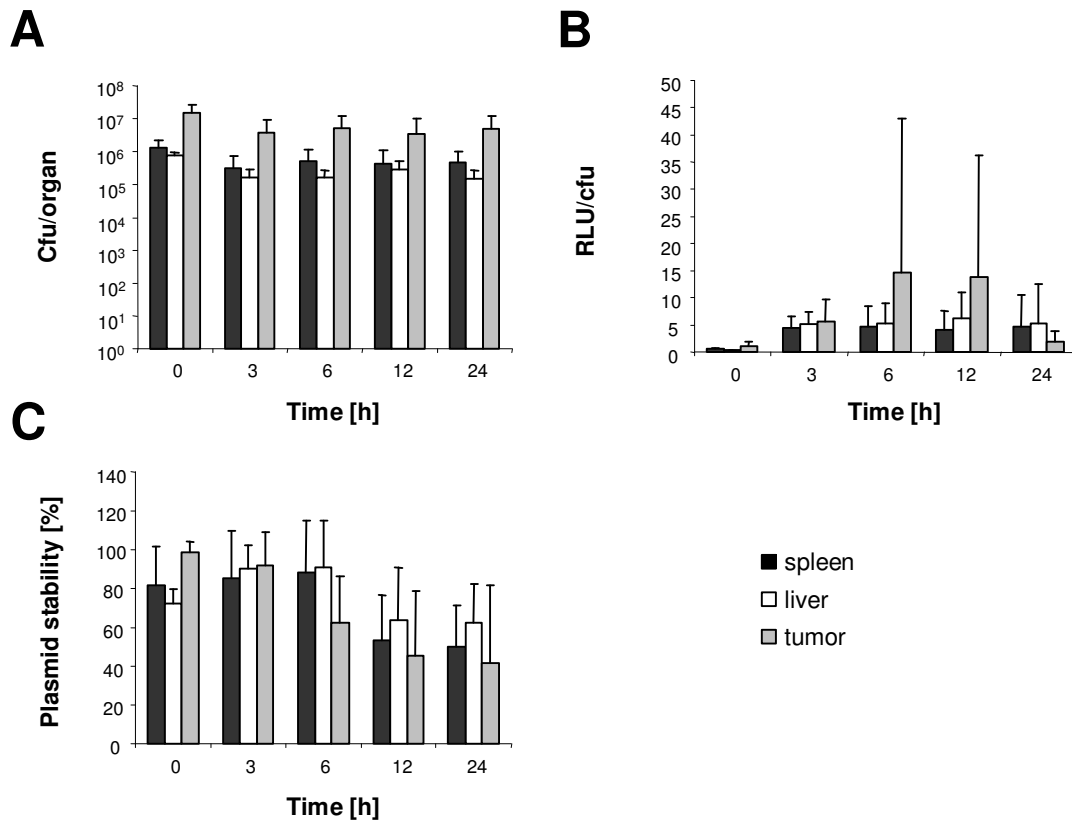 A
B
10^8
10^7
10^6
10^5
10^4
10^3
10^2
10^1
10^0
Cfu/organ
0 3 6 12 24
Time [h]
50
45
40
35
30
25
20
15
10
5
0
RLU/cfu
0 3 6 12 24
Time [h]
C
140
120
100
80
60
40
20
0
Plasmid stability [%]
0 3 6 12 24
Time [h]
spleen
liver
tumor